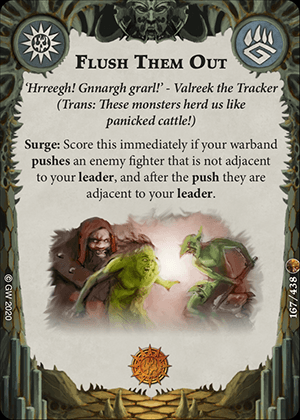 FLUSH THEM OUT
‘Hrreegh! Gnnargh grarl!’ - Valreek the Tracker
(Trans: These monsters herd us like
panicked cattle!)
Surge: Score this immediately if your warband
pushes an enemy fighter that is not adjacent
to your leader, and after the push they are
adjacent to your leader.
© GW 2020
167/438